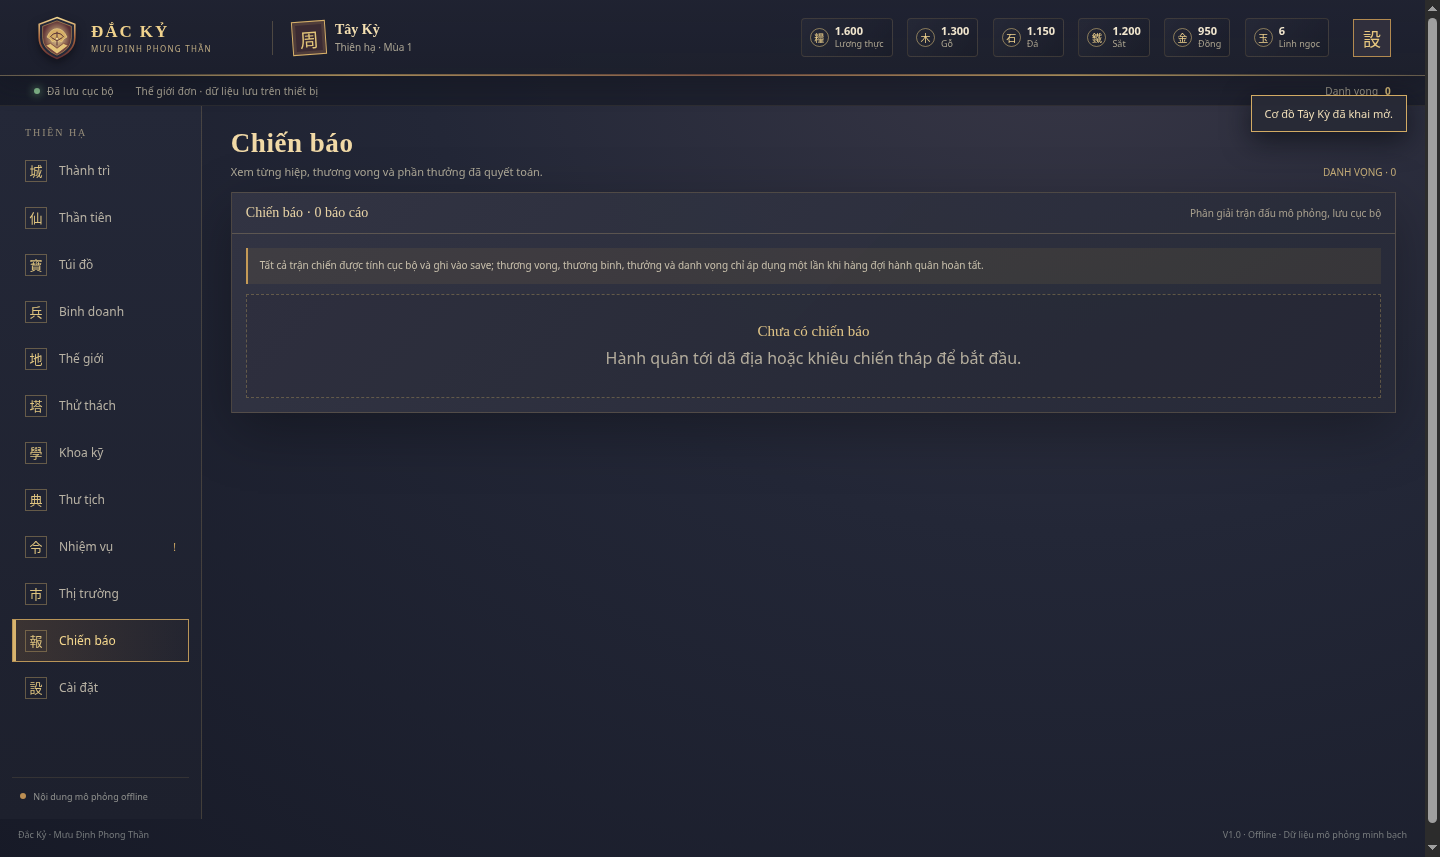 ĐẮC KỶ
MƯU ĐỊNH PHONG THẦN
周
Tây Kỳ
Thiên hạ · Mùa 1
糧 1.600 Lương thực
木 1.300 Gỗ
石 1.150 Đá
鐵 1.200 Sắt
金 950 Đồng
玉 6 Linh ngọc
設
Đã lưu cục bộ
Thế giới đơn · dữ liệu lưu trên thiết bị
Danh vọng 0
Cơ đồ Tây Kỳ đã khai mở.
THIÊN HẠ
城 Thành trì
仙 Thần tiên
寶 Túi đồ
兵 Binh doanh
地 Thế giới
塔 Thử thách
學 Khoa kỹ
典 Thư tịch
令 Nhiệm vụ !
市 Thị trường
報 Chiến báo
設 Cài đặt
Nội dung mô phỏng offline
Chiến báo
Xem từng hiệp, thương vong và phần thưởng đã quyết toán.
DANH VỌNG · 0
Chiến báo · 0 báo cáo
Phân giải trận đấu mô phỏng, lưu cục bộ
Tất cả trận chiến được tính cục bộ và ghi vào save; thương vong, thương binh, thưởng và danh vọng chỉ áp dụng một lần khi hàng đợi hành quân hoàn tất.
Chưa có chiến báo
Hành quân tới dã địa hoặc khiêu chiến tháp để bắt đầu.
Đắc Kỷ · Mưu Định Phong Thần
V1.0 · Offline · Dữ liệu mô phỏng minh bạch